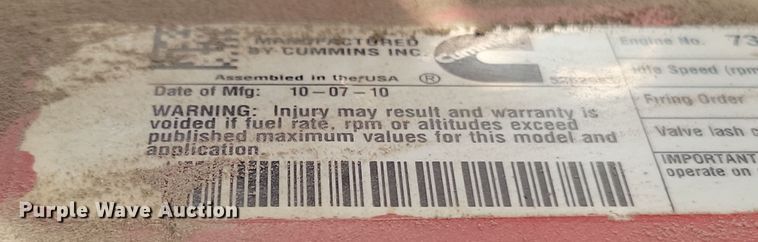 MANUFACTURED
BY CUMMINS INC.
Assembled in the USA ®
Date of Mfg: 10-07-10
WARNING: Injury may result and warranty is
voided if fuel rate, rpm or altitudes exceed
published maximum values for this model and
application.
Engine No. 73
Idle Speed (rpm
Firing Order
Valve lash c
IMPORTANT
operate on
Purple Wave Auction